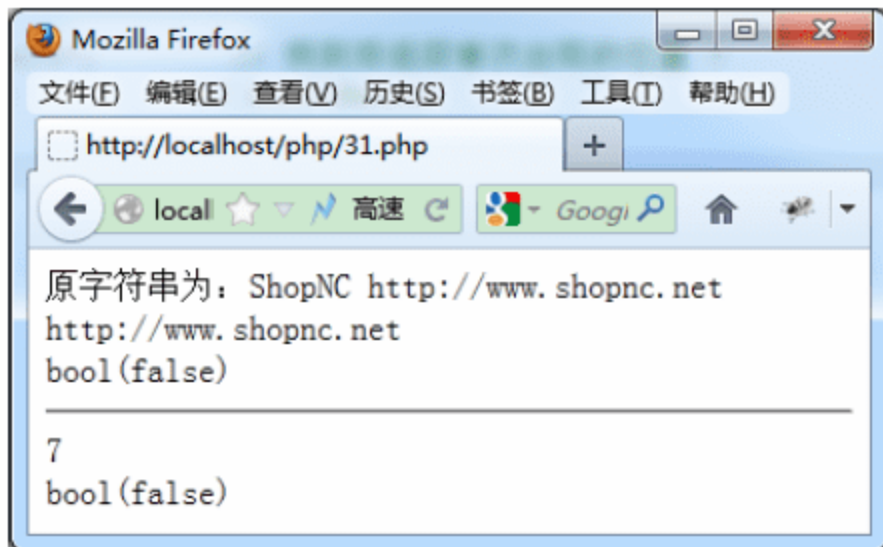 Mozilla Firefox
文件(F) 编辑(E) 查看(V) 历史(S) 书签(B) 工具(T) 帮助(H)
http://localhost/php/31.php
local 高速 Googl
原字符串为：ShopNC http://www.shopnc.net
http://www.shopnc.net
bool(false)
7
bool(false)